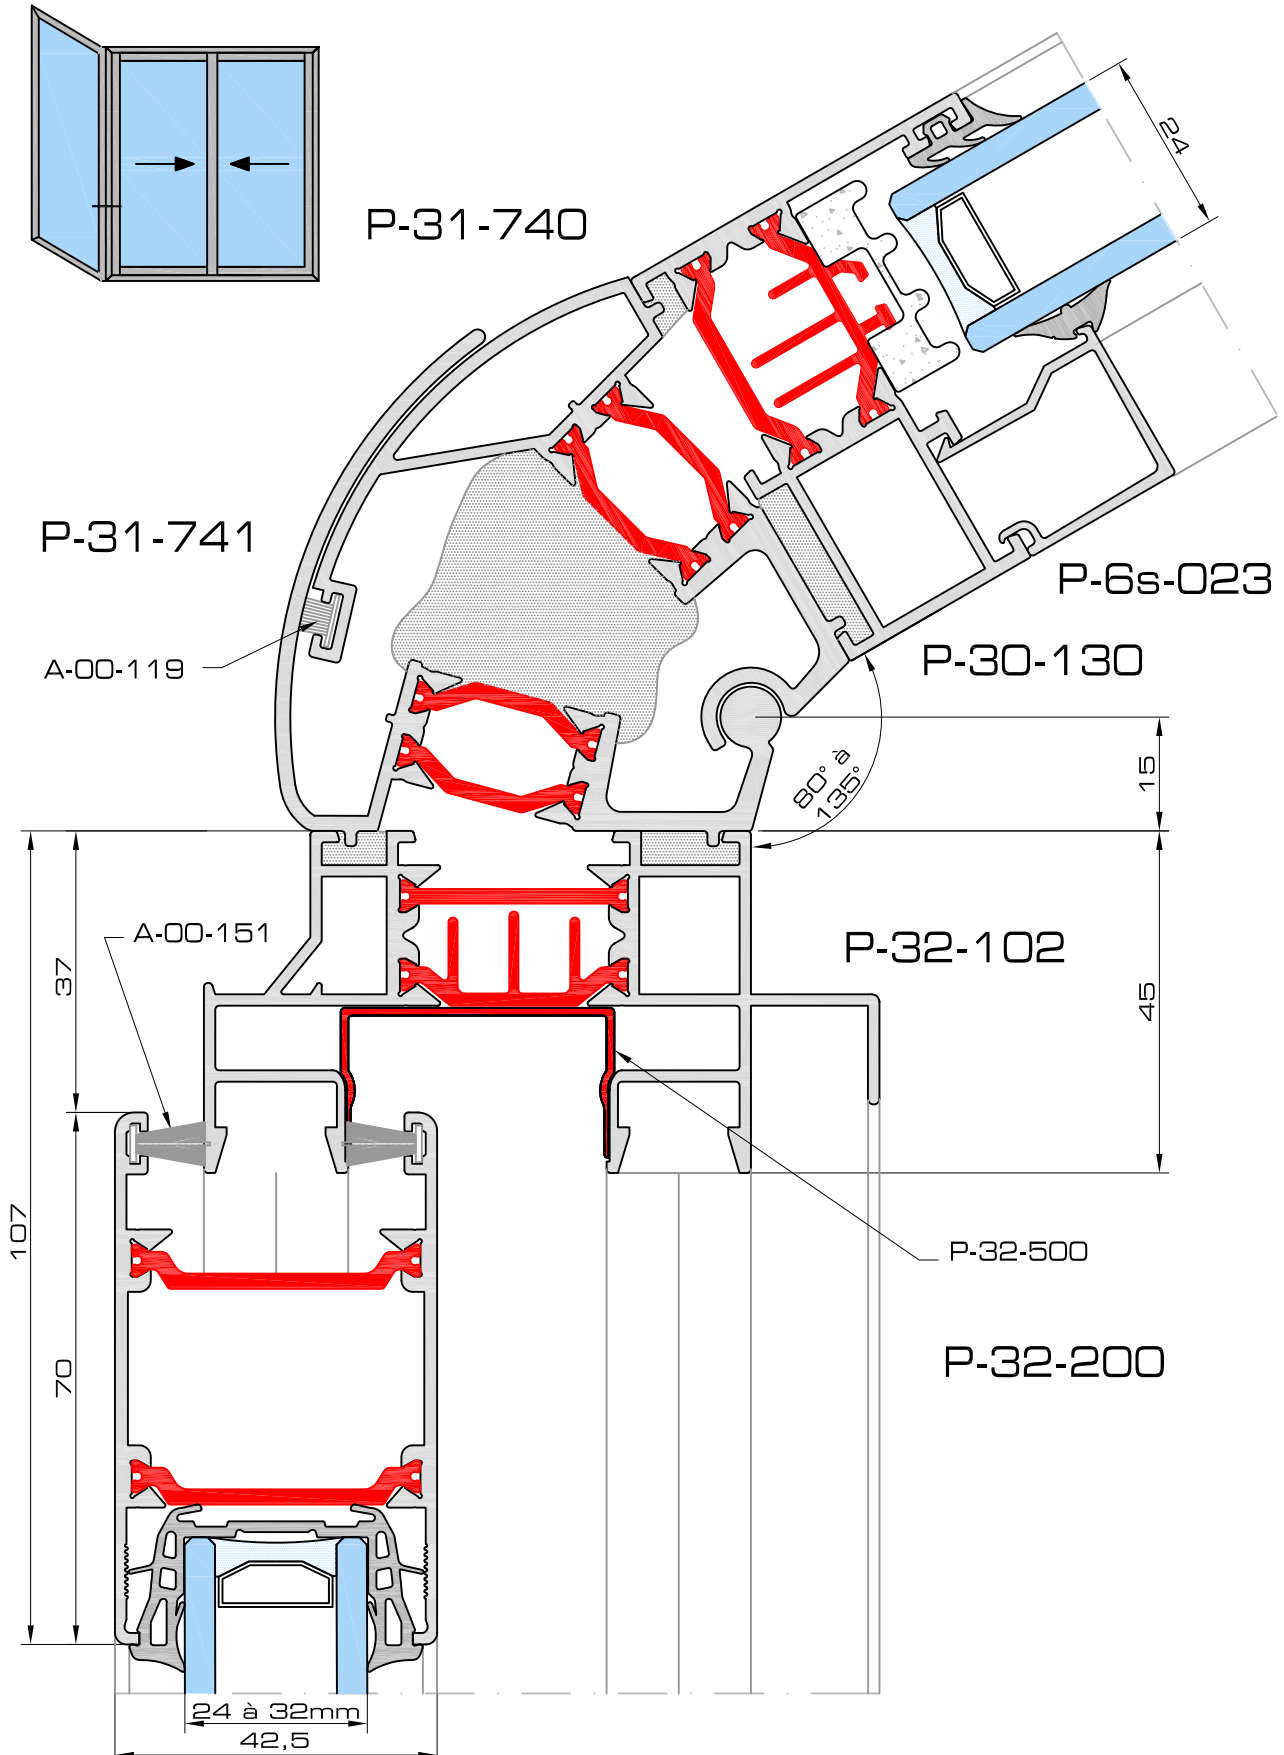 24
P-31-740
P-31-741
P-6s-023
A-00-119
P-30-130
80° à
135°
15
A-00-151
P-32-102
37
45
107
P-32-500
70
P-32-200
24 à 32mm
42,5